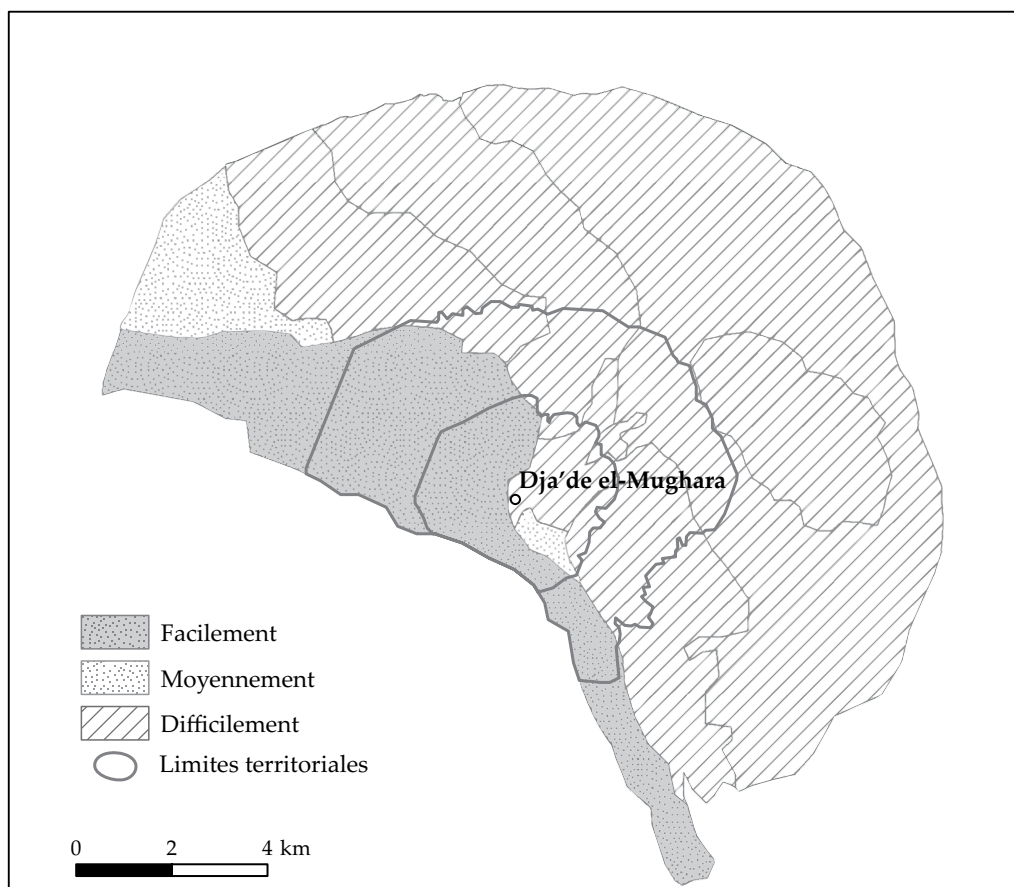 Dja'de el-Mughara
Facilement
Moyennement
Difficilement
Limites territoriales
0 2 4 km